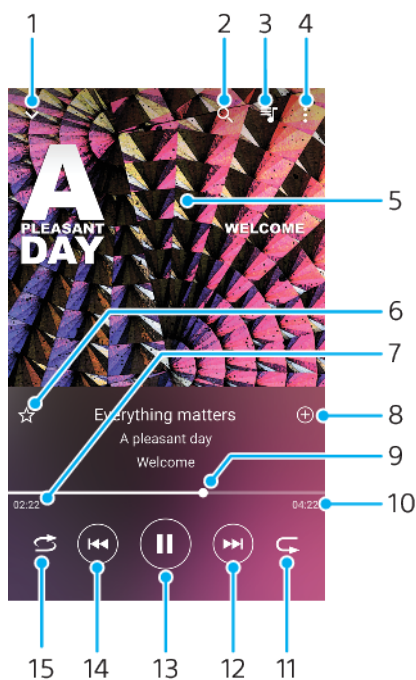 1 2 3 4
A
PLEASANT
DAY
WELCOME
5
6
7
Everything matters
8
A pleasant day
Welcome
9
02:22
04:22
10
15 14 13 12 11